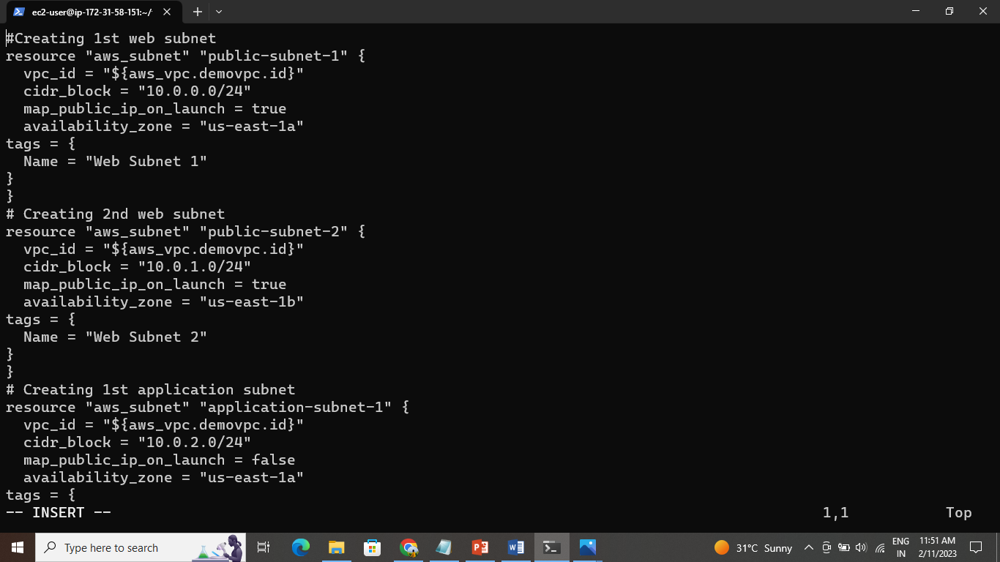 ec2-user@ip-172-31-58-151:~/
#Creating 1st web subnet
resource "aws_subnet" "public-subnet-1" {
  vpc_id = "${aws_vpc.demovpc.id}"
  cidr_block = "10.0.0.0/24"
  map_public_ip_on_launch = true
  availability_zone = "us-east-1a"
tags = {
  Name = "Web Subnet 1"
}
}
# Creating 2nd web subnet
resource "aws_subnet" "public-subnet-2" {
  vpc_id = "${aws_vpc.demovpc.id}"
  cidr_block = "10.0.1.0/24"
  map_public_ip_on_launch = true
  availability_zone = "us-east-1b"
tags = {
  Name = "Web Subnet 2"
}
}
# Creating 1st application subnet
resource "aws_subnet" "application-subnet-1" {
  vpc_id = "${aws_vpc.demovpc.id}"
  cidr_block = "10.0.2.0/24"
  map_public_ip_on_launch = false
  availability_zone = "us-east-1a"
tags = {
-- INSERT -- 1,1 Top
Type here to search
31°C Sunny
ENG
IN
11:51 AM
2/11/2023